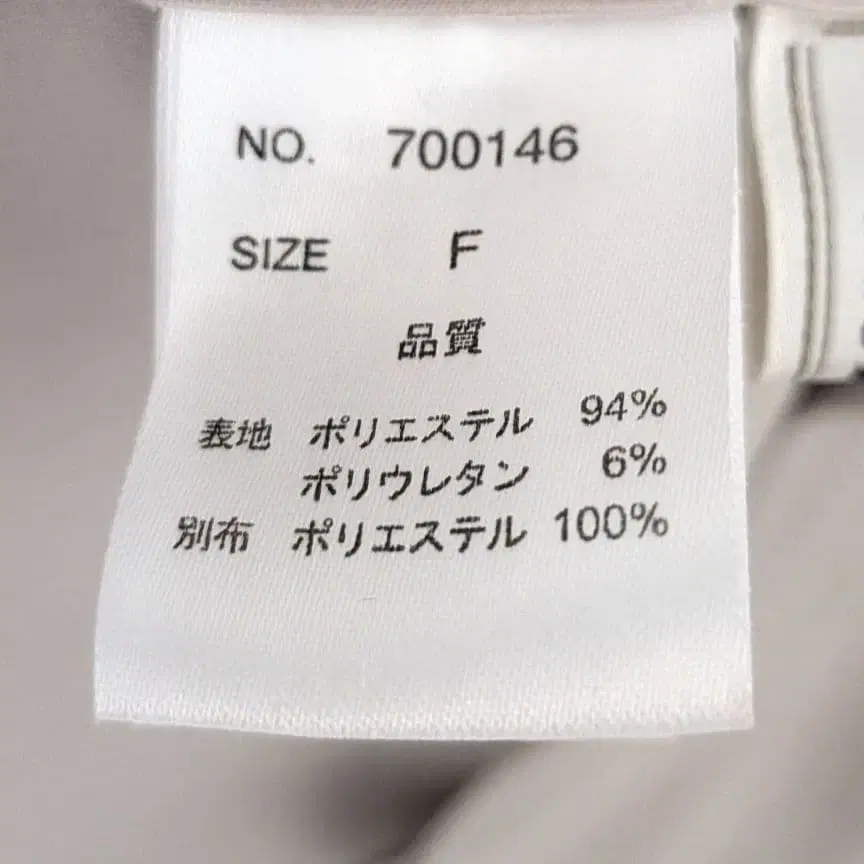 NO. 700146
SIZE F
品質
表地 ポリエステル 94%
ポリウレタン 6%
別布 ポリエステル 100%